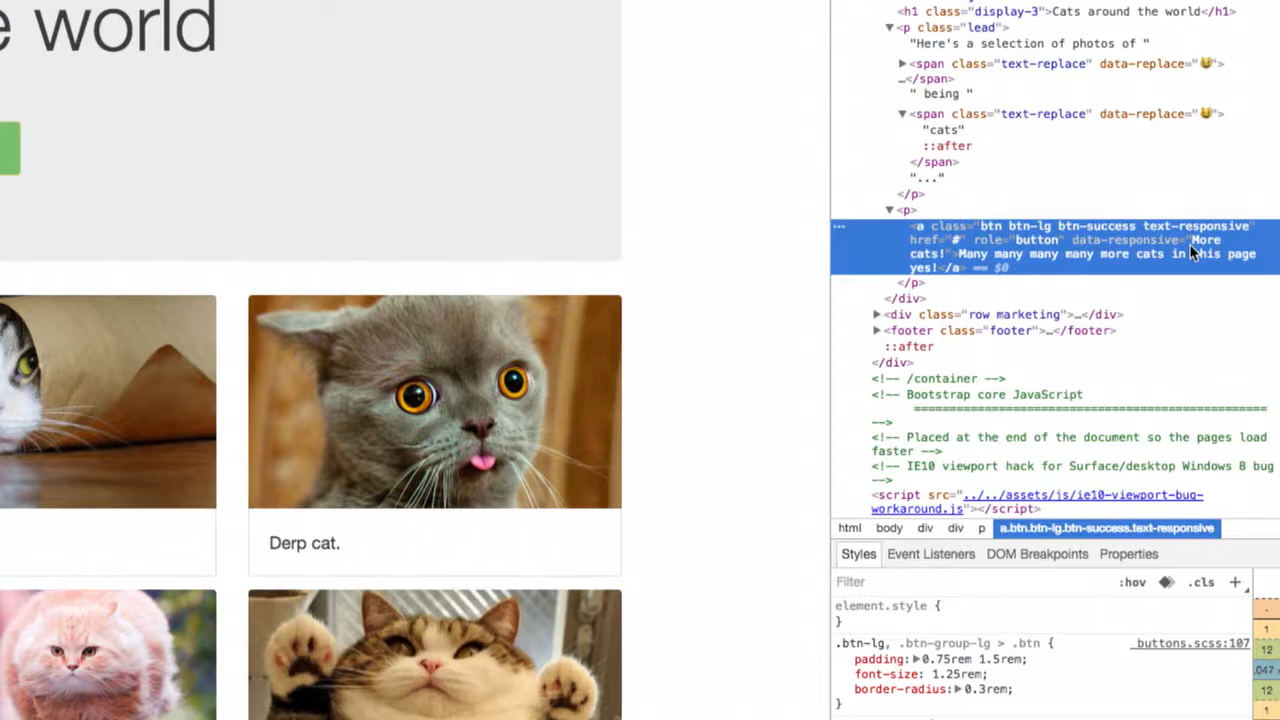 e world
Derp cat.
<h1 class="display-3">Cats around the world</h1>
▼<p class="lead">
"Here's a selection of photos of "
▶<span class="text-replace" data-replace="😺">
…</span>
" being "
▼<span class="text-replace" data-replace="😺">
"cats"
::after
</span>
"..."
</p>
▼<p>
<a class="btn btn-lg btn-success text-responsive"
href="#" role="button" data-responsive="More
cats!">Many many many many more cats in this page
yes!</a> == $0
</p>
</div>
▶<div class="row marketing">…</div>
▶<footer class="footer">…</footer>
::after
</div>
<!-- /container -->
<!-- Bootstrap core JavaScript
==================================================
-->
<!-- Placed at the end of the document so the pages load
faster -->
<!-- IE10 viewport hack for Surface/desktop Windows 8 bug
-->
<script src="../../assets/js/ie10-viewport-bug-
workaround.js"></script>
html body div div p a.btn.btn-lg.btn-success.text-responsive
Styles Event Listeners DOM Breakpoints Properties
Filter :hov .cls +
element.style {
}
.btn-lg, .btn-group-lg > .btn { _buttons.scss:107
padding:▶0.75rem 1.5rem;
font-size: 1.25rem;
border-radius:▶0.3rem;
}
-
1
12
.047
12
1